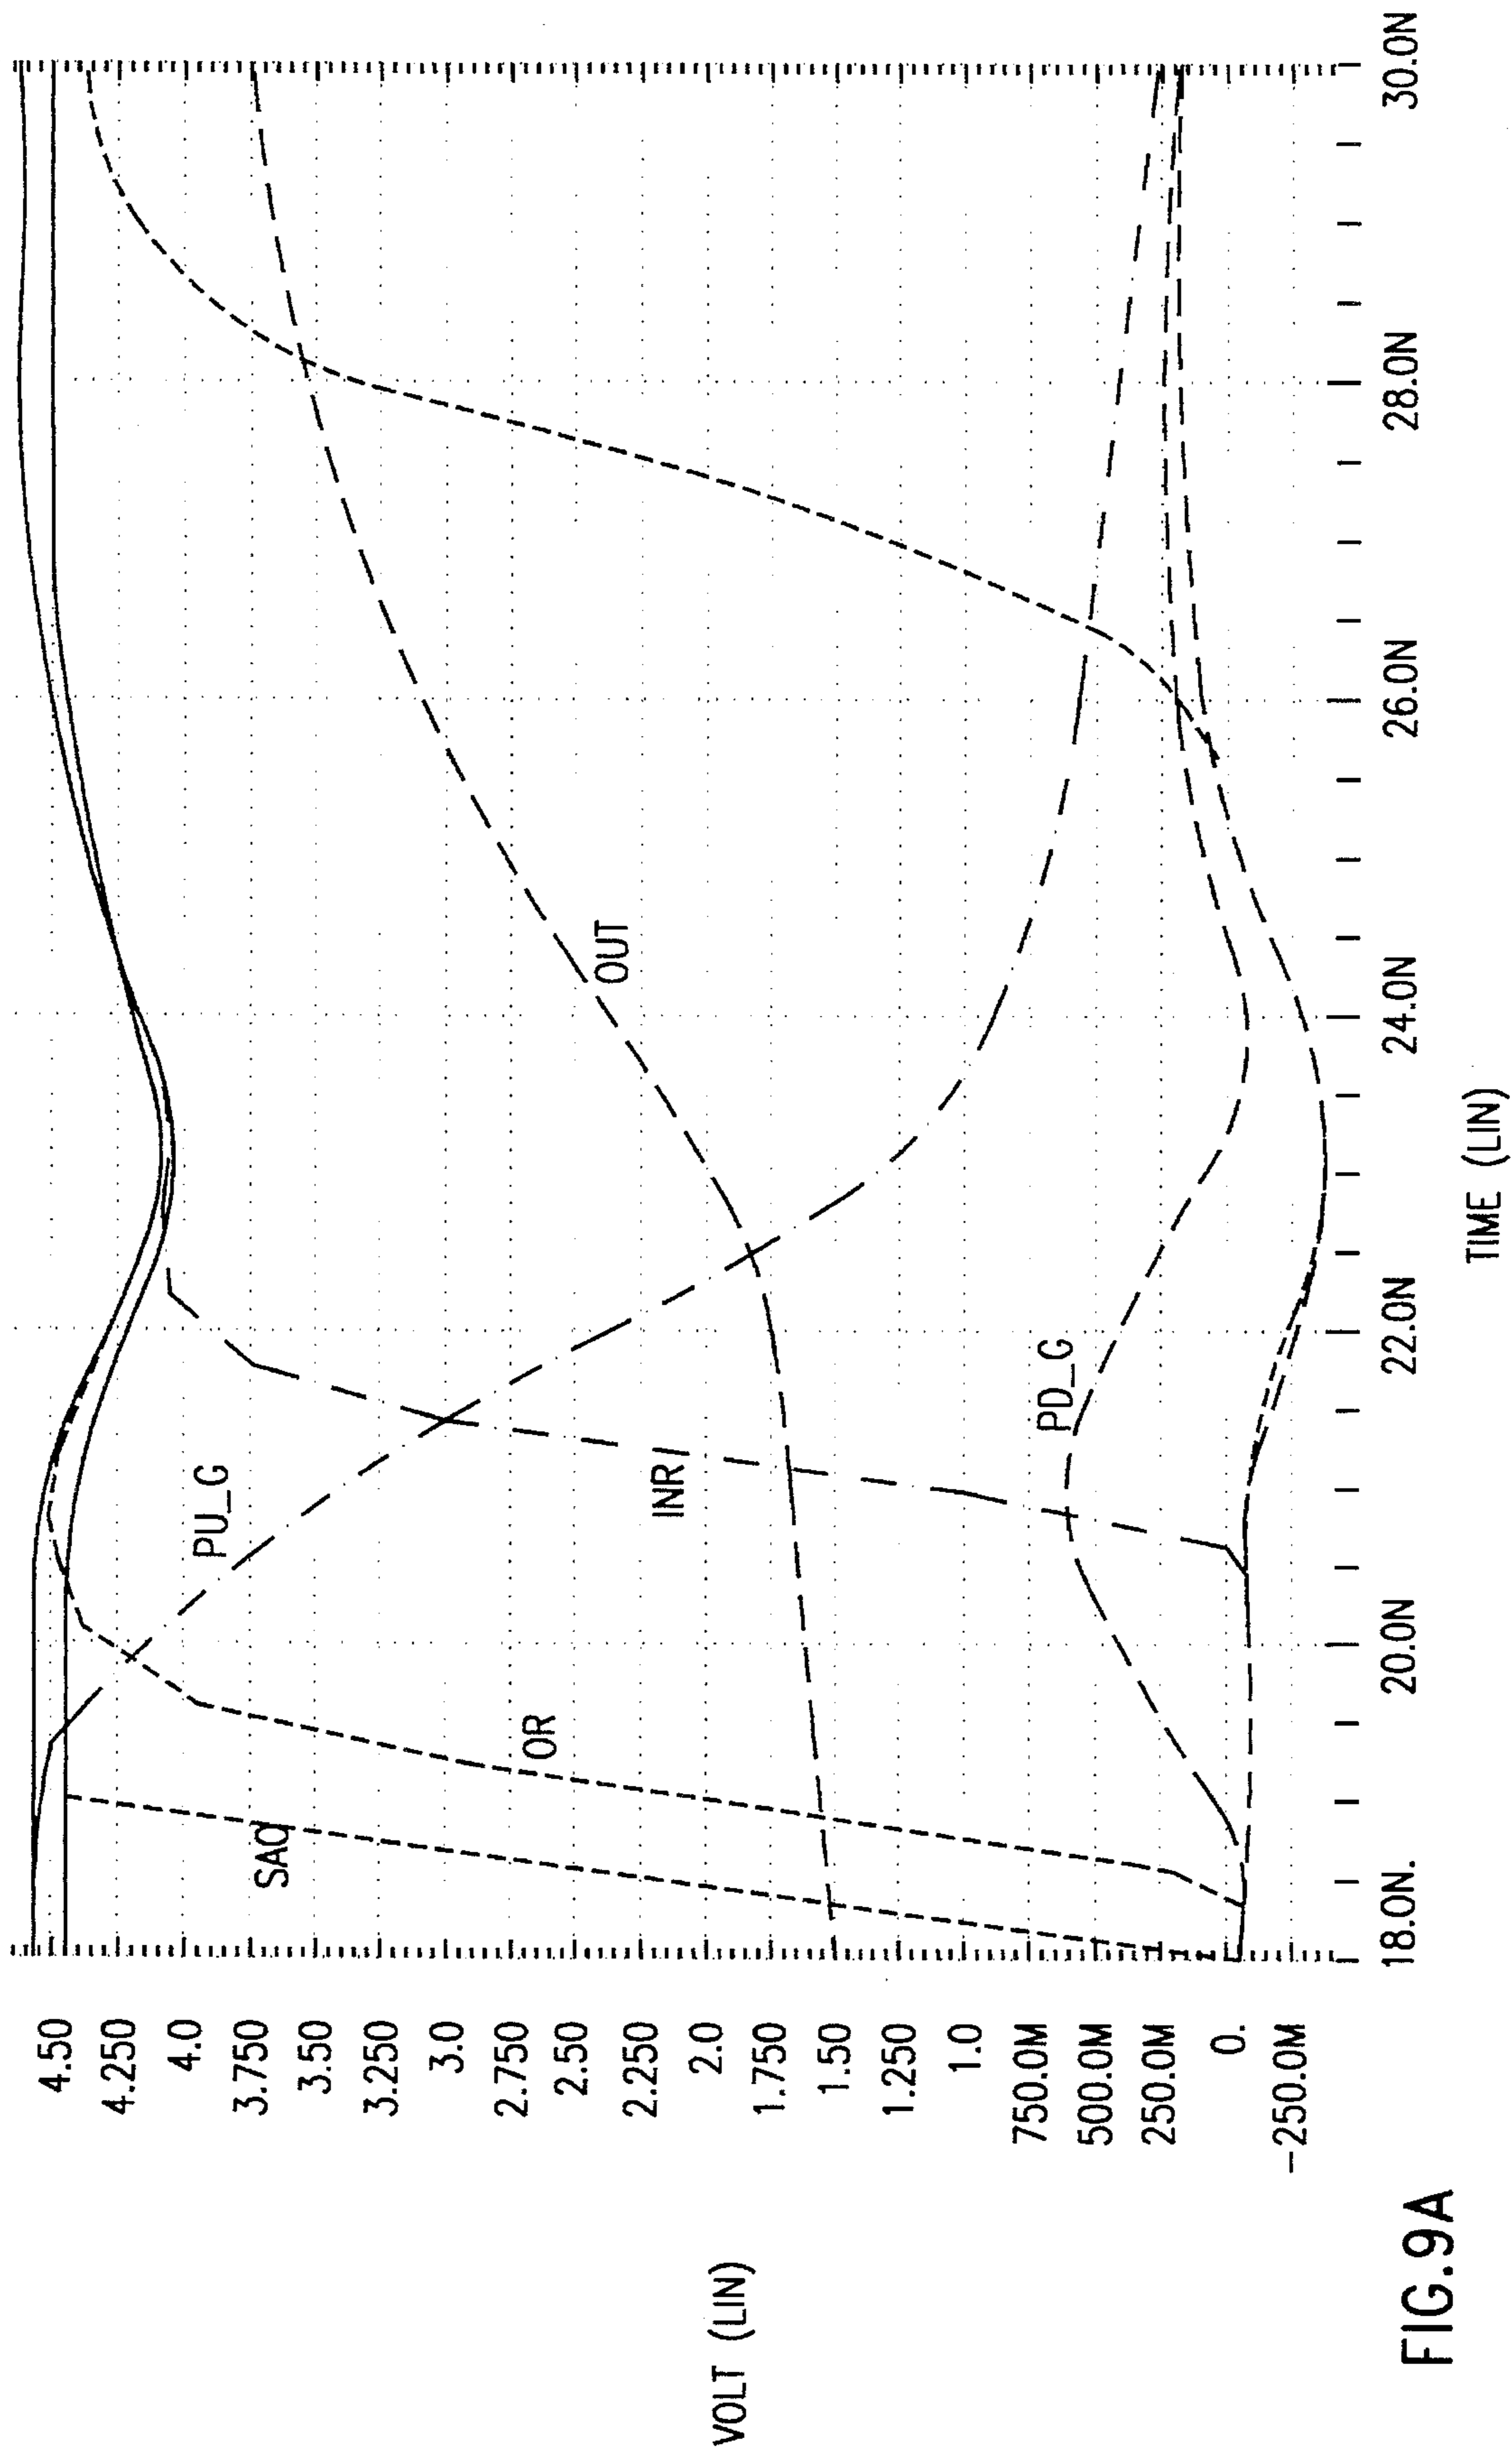 VOLT (LIN)
4.50
4.250
4.0
3.750
3.50
3.250
3.0
2.750
2.50
2.250
2.0
1.750
1.50
1.250
1.0
750.0M
500.0M
250.0M
0.
-250.0M
SAO
OR
PU_G
INR
PD_G
OUT
18.0N.
20.0N
22.0N
24.0N
26.0N
28.0N
30.0N
TIME (LIN)
FIG.9A